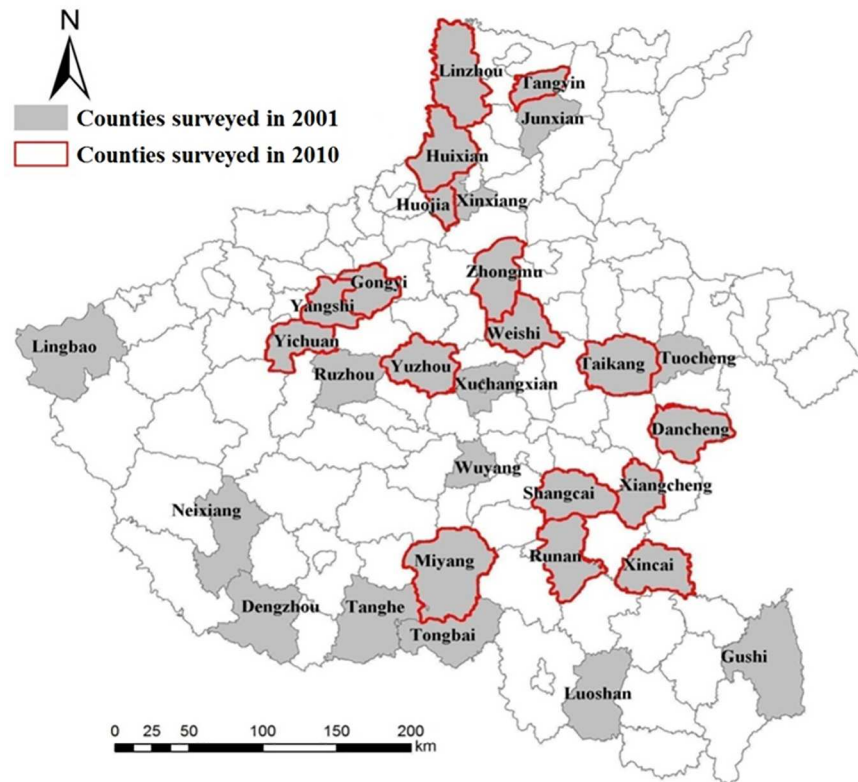 N
Counties surveyed in 2001
Counties surveyed in 2010
Linzhou
Tangyin
Junxian
Huixian
Huojia
Xinxiang
Gongyi
Zhongmu
Yangshi
Weishi
Yichuan
Lingbao
Ruzhou
Yuzhou
Taikang
Tuocheng
Xuchangxian
Dancheng
Wuyang
Shangcai
Xiangcheng
Neixiang
Miyang
Runan
Xincai
Dengzhou
Tanghe
Tongbai
Gushi
Luoshan
0 25 50 100 150 200
km